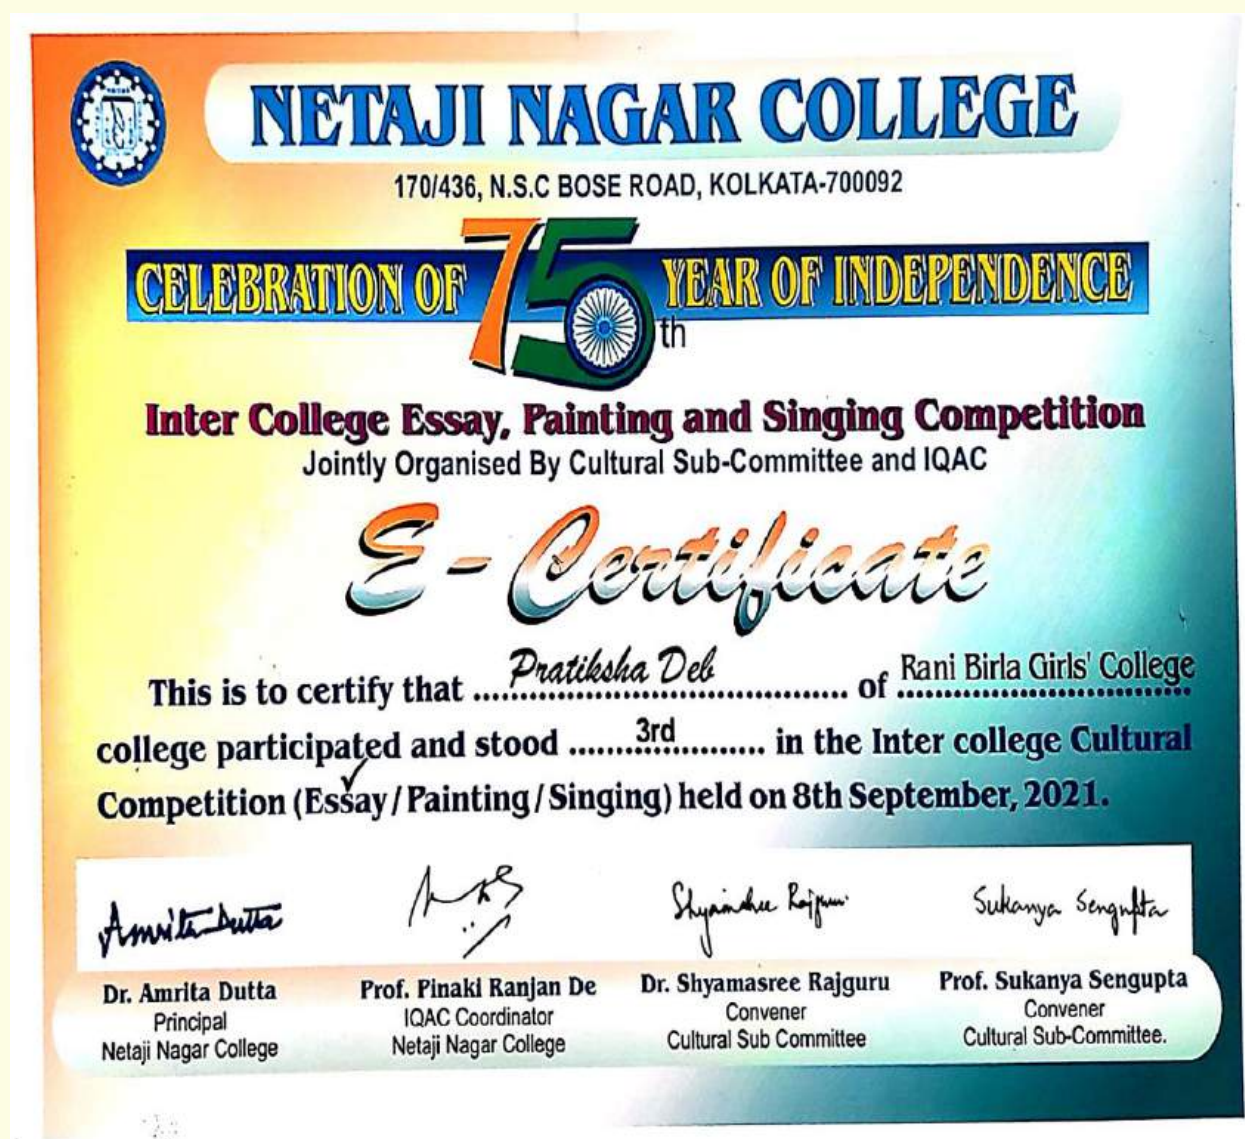 NETAJI NAGAR COLLEGE
170/436, N.S.C BOSE ROAD, KOLKATA-700092
CELEBRATION OF 75th YEAR OF INDEPENDENCE
Inter College Essay, Painting and Singing Competition
Jointly Organised By Cultural Sub-Committee and IQAC
E - Certificate
This is to certify that ..... Pratiksha Deb ..... of Rani Birla Girls' College
college participated and stood ..... 3rd ..... in the Inter college Cultural
Competition (Essay/Painting/Singing) held on 8th September, 2021.
Amrita Dutta Sukanya Sengupta
Dr. Amrita Dutta Prof. Pinaki Ranjan De Dr. Shyamasree Rajguru Prof. Sukanya Sengupta
Principal IQAC Coordinator Convener Convener
Netaji Nagar College Netaji Nagar College Cultural Sub Committee Cultural Sub-Committee.